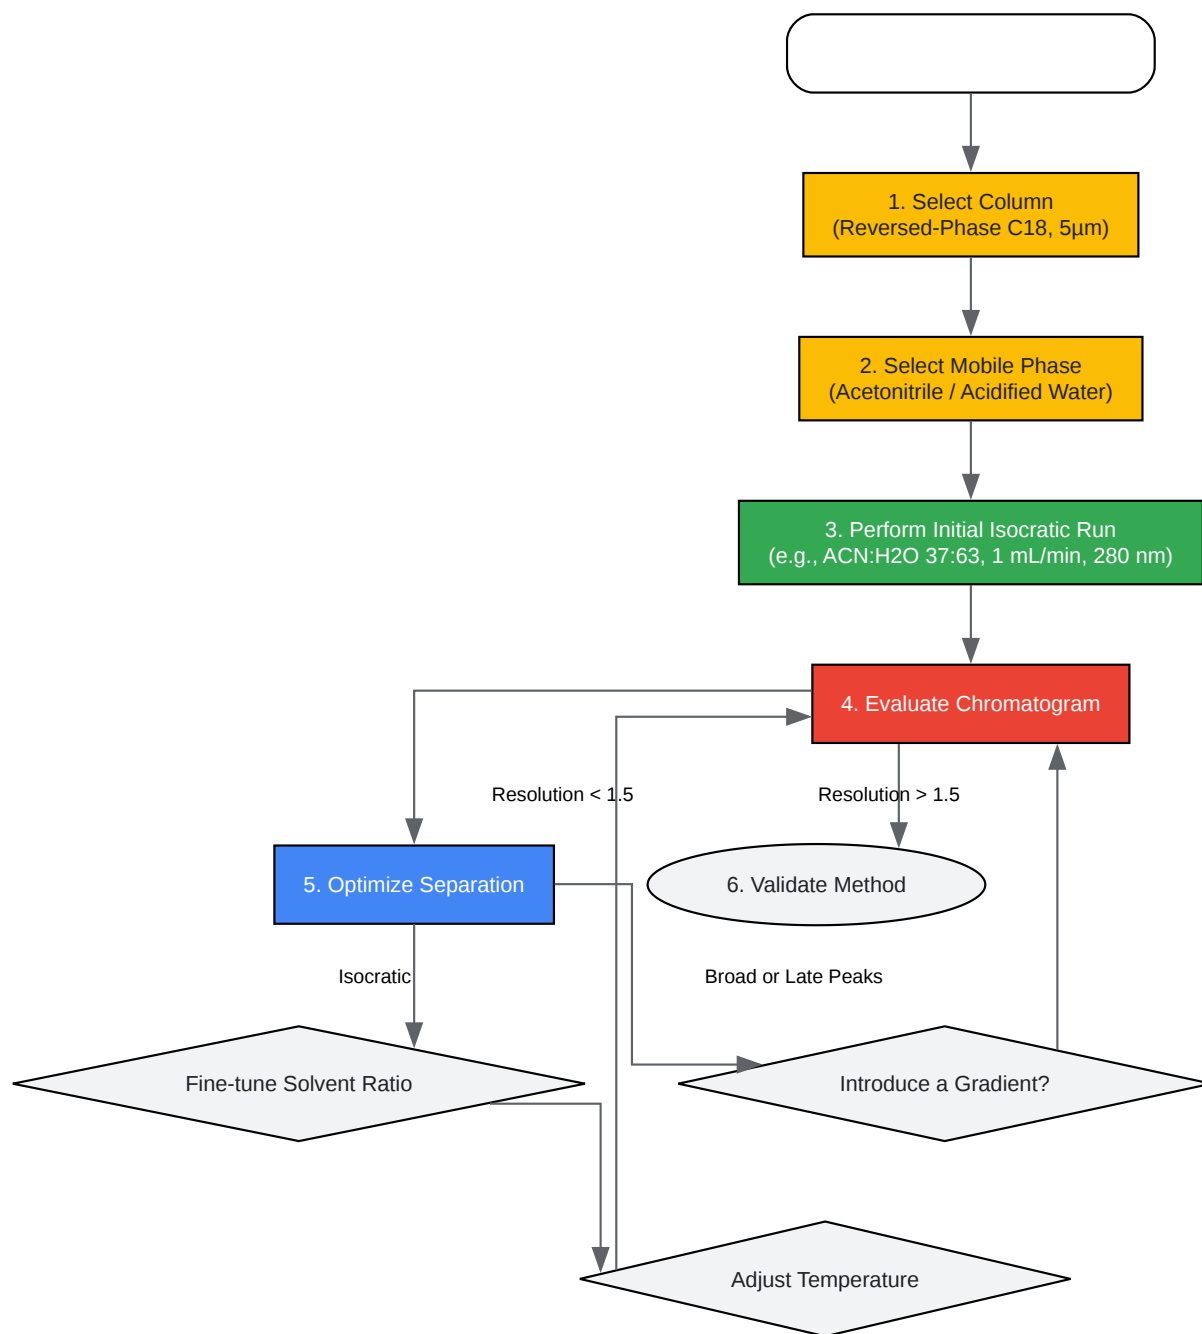 1. Select Column
(Reversed-Phase C18, 5µm)
2. Select Mobile Phase
(Acetonitrile / Acidified Water)
3. Perform Initial Isocratic Run
(e.g., ACN:H2O 37:63, 1 mL/min, 280 nm)
4. Evaluate Chromatogram
Resolution < 1.5
Resolution > 1.5
5. Optimize Separation
6. Validate Method
Isocratic
Broad or Late Peaks
Fine-tune Solvent Ratio
Introduce a Gradient?
Adjust Temperature